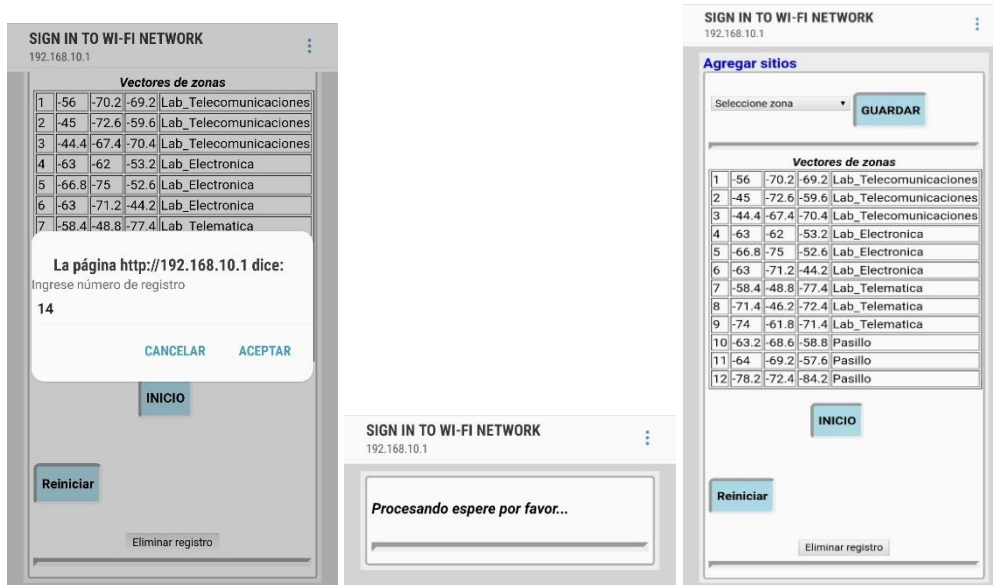 SIGN IN TO WI-FI NETWORK
192.168.10.1
Vectores de zonas
1 -56 -70.2 -69.2 Lab_Telecomunicaciones
2 -45 -72.6 -59.6 Lab_Telecomunicaciones
3 -44.4 -67.4 -70.4 Lab_Telecomunicaciones
4 -63 -62 -53.2 Lab_Electronica
5 -66.8 -75 -52.6 Lab_Electronica
6 -63 -71.2 -44.2 Lab_Electronica
7 -58.4 -48.8 -77.4 Lab_Telematica
La página http://192.168.10.1 dice:
Ingrese número de registro
14
CANCELAR ACEPTAR
INICIO
Reiniciar
Eliminar registro
SIGN IN TO WI-FI NETWORK
192.168.10.1
Procesando espere por favor...
SIGN IN TO WI-FI NETWORK
192.168.10.1
Agregar sitios
Seleccione zona GUARDAR
Vectores de zonas
1 -56 -70.2 -69.2 Lab_Telecomunicaciones
2 -45 -72.6 -59.6 Lab_Telecomunicaciones
3 -44.4 -67.4 -70.4 Lab_Telecomunicaciones
4 -63 -62 -53.2 Lab_Electronica
5 -66.8 -75 -52.6 Lab_Electronica
6 -63 -71.2 -44.2 Lab_Electronica
7 -58.4 -48.8 -77.4 Lab_Telematica
8 -71.4 -46.2 -72.4 Lab_Telematica
9 -74 -61.8 -71.4 Lab_Telematica
10 -63.2 -68.6 -58.8 Pasillo
11 -64 -69.2 -57.6 Pasillo
12 -78.2 -72.4 -84.2 Pasillo
INICIO
Reiniciar
Eliminar registro